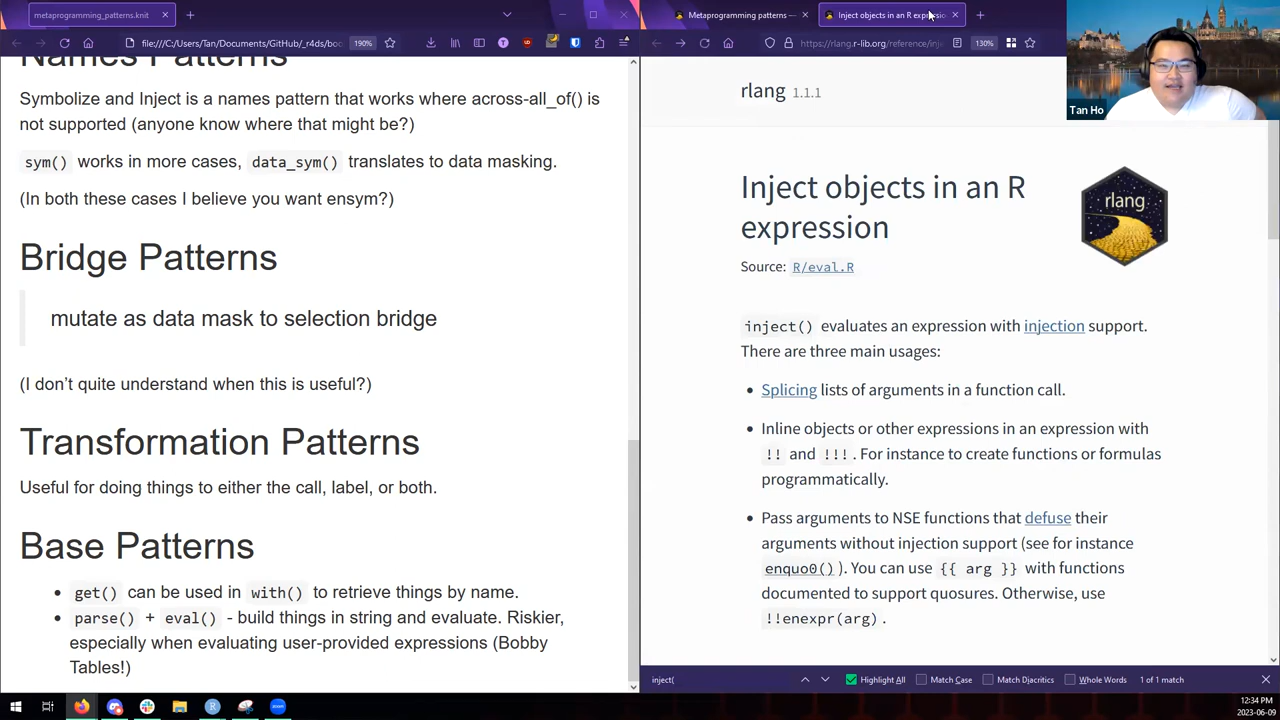 metaprogramming_patterns.knit
file:///C:/Users/Tan/Documents/GitHub/_r4ds/boo
190%
Names Patterns
Symbolize and Inject is a names pattern that works where across-all_of() is
not supported (anyone know where that might be?)
sym() works in more cases, data_sym() translates to data masking.
(In both these cases I believe you want ensym?)
Bridge Patterns
mutate as data mask to selection bridge
(I don’t quite understand when this is useful?)
Transformation Patterns
Useful for doing things to either the call, label, or both.
Base Patterns
• get() can be used in with() to retrieve things by name.
• parse() + eval() - build things in string and evaluate. Riskier,
especially when evaluating user-provided expressions (Bobby
Tables!)
Metaprogramming patterns —
Inject objects in an R expressio
https://rlang.r-lib.org/reference/inj
130%
Tan Ho
rlang 1.1.1
Inject objects in an R
expression
rlang
Source: R/eval.R
inject() evaluates an expression with injection support.
There are three main usages:
• Splicing lists of arguments in a function call.
• Inline objects or other expressions in an expression with
!! and !!!. For instance to create functions or formulas
programmatically.
• Pass arguments to NSE functions that defuse their
arguments without injection support (see for instance
enquo0()). You can use {{ arg }} with functions
documented to support quosures. Otherwise, use
!!enexpr(arg).
inject(
Highlight All
Match Case
Match Diacritics
Whole Words
1 of 1 match
12:34 PM
2023-06-09